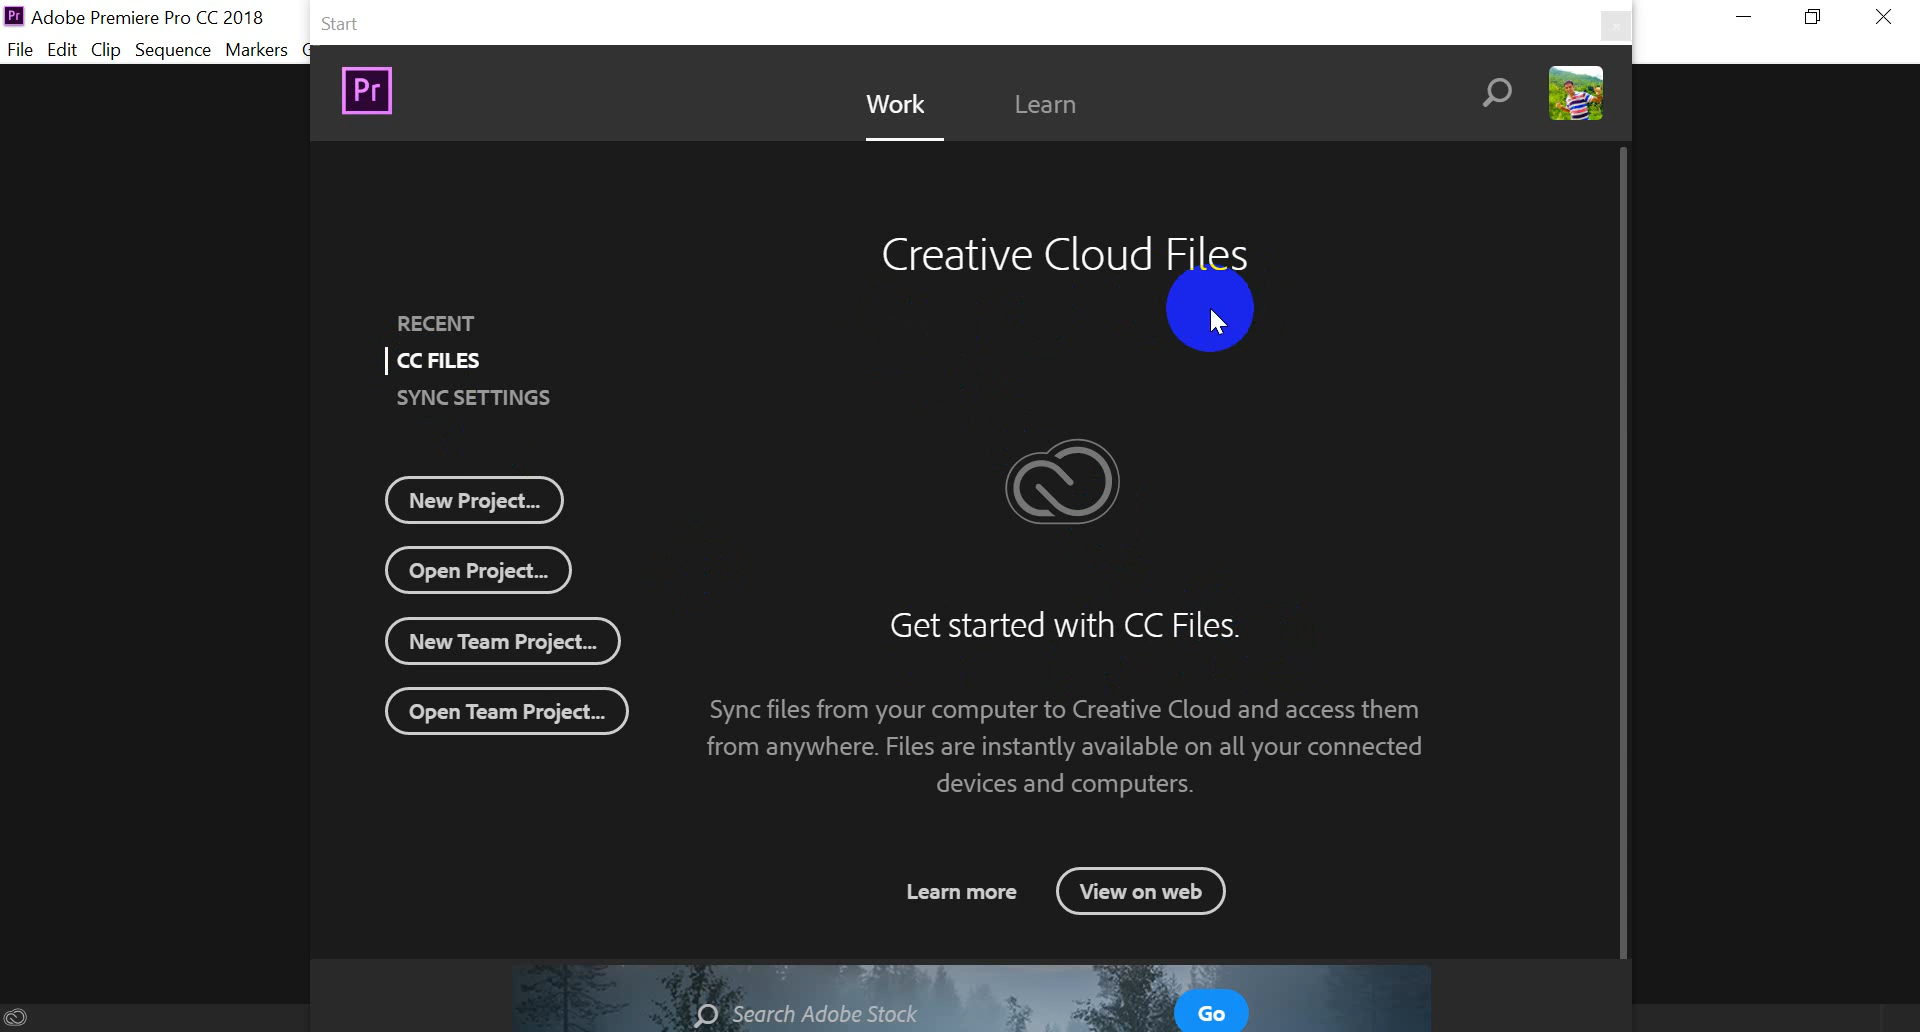 Pr Adobe Premiere Pro CC 2018
Start
File Edit Clip Sequence Markers
Pr
Work
Learn
Creative Cloud Files
RECENT
CC FILES
SYNC SETTINGS
New Project...
Open Project...
New Team Project...
Open Team Project...
Get started with CC Files.
Sync files from your computer to Creative Cloud and access them
from anywhere. Files are instantly available on all your connected
devices and computers.
Learn more
View on web
Search Adobe Stock
Go